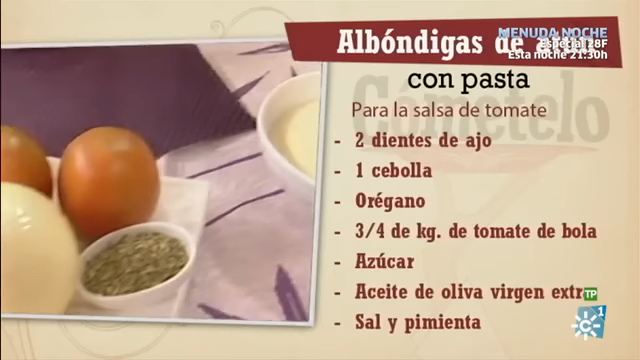 MENUDA NOCHE
Especial 28F
Esta noche 21:30h
Albóndigas de
con pasta
Cómetelo
Para la salsa de tomate
- 2 dientes de ajo
- 1 cebolla
- Orégano
- 3/4 de kg. de tomate de bola
- Azúcar
- Aceite de oliva virgen extra
- Sal y pimienta
TP
1